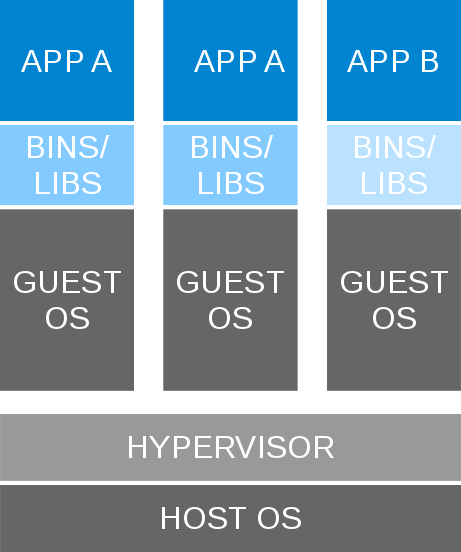 APP A
APP A
APP B
BINS/
LIBS
BINS/
LIBS
BINS/
LIBS
GUEST
OS
GUEST
OS
GUEST
OS
HYPERVISOR
HOST OS